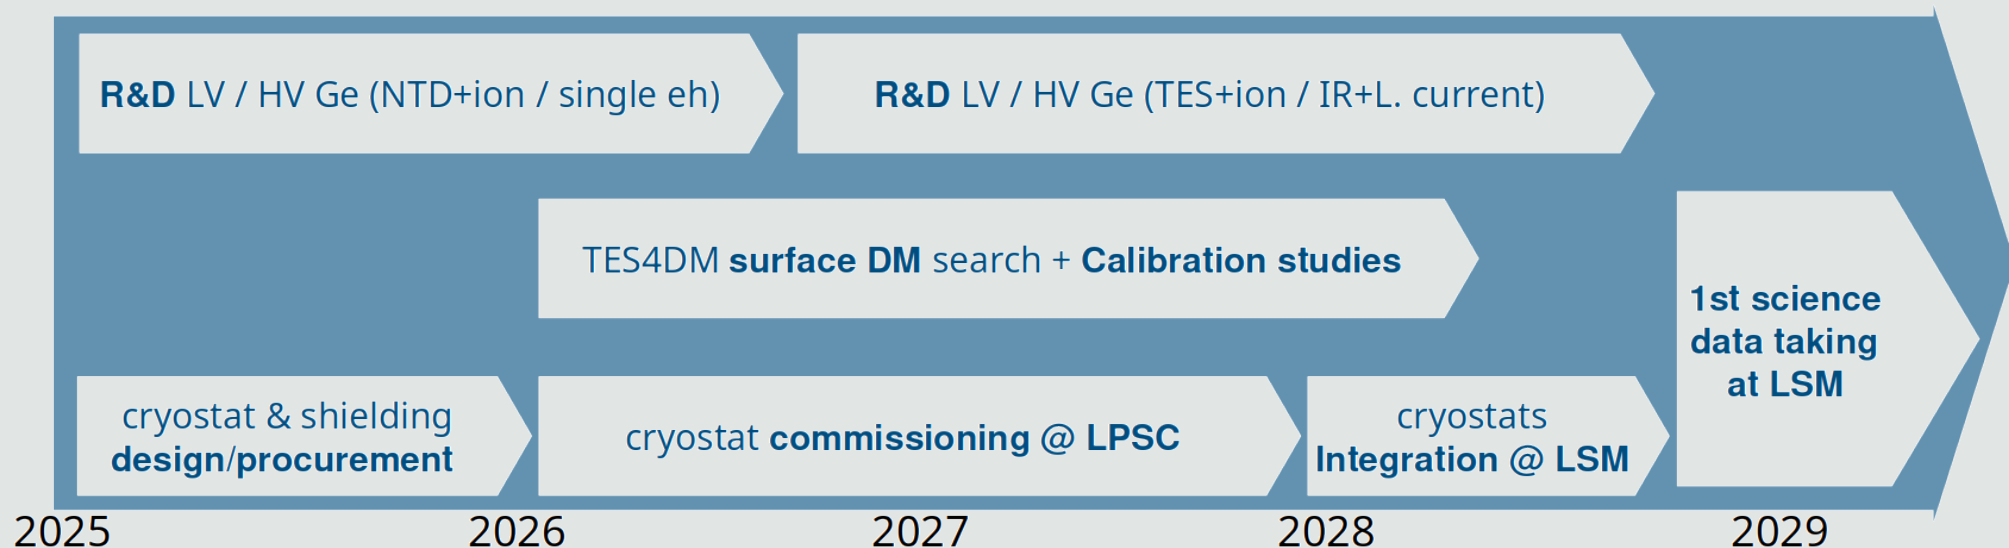 R&D LV / HV Ge (NTD+ion / single eh)
R&D LV / HV Ge (TES+ion / IR+L. current)
TES4DM surface DM search + Calibration studies
1st science
data taking
at LSM
cryostat & shielding
design/procurement
cryostat commissioning @ LPSC
cryostats
Integration @ LSM
2025
2026
2027
2028
2029